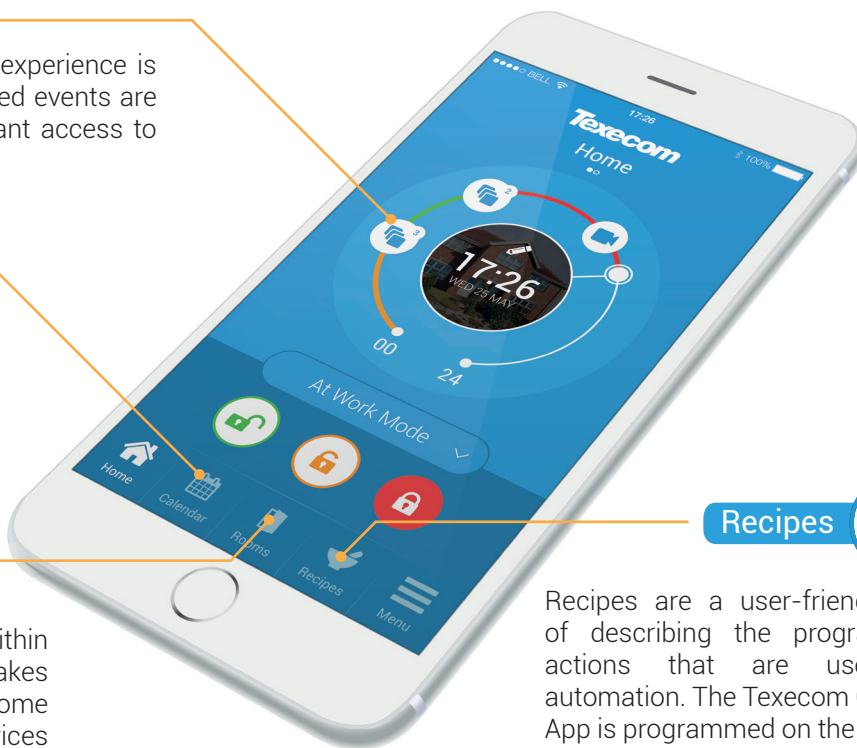 experience is
ed events are
ant access to
BELL
17:26
100%
Texecom
Home
2
3
17:26
WED 25 MAY
00
24
At Work Mode
Home
Calendar
Rooms
Recipes
Menu
Recipes
ithin
akes
ome
ices
Recipes are a user-frien
of describing the progr
actions that are us
automation. The Texecom
App is programmed on the